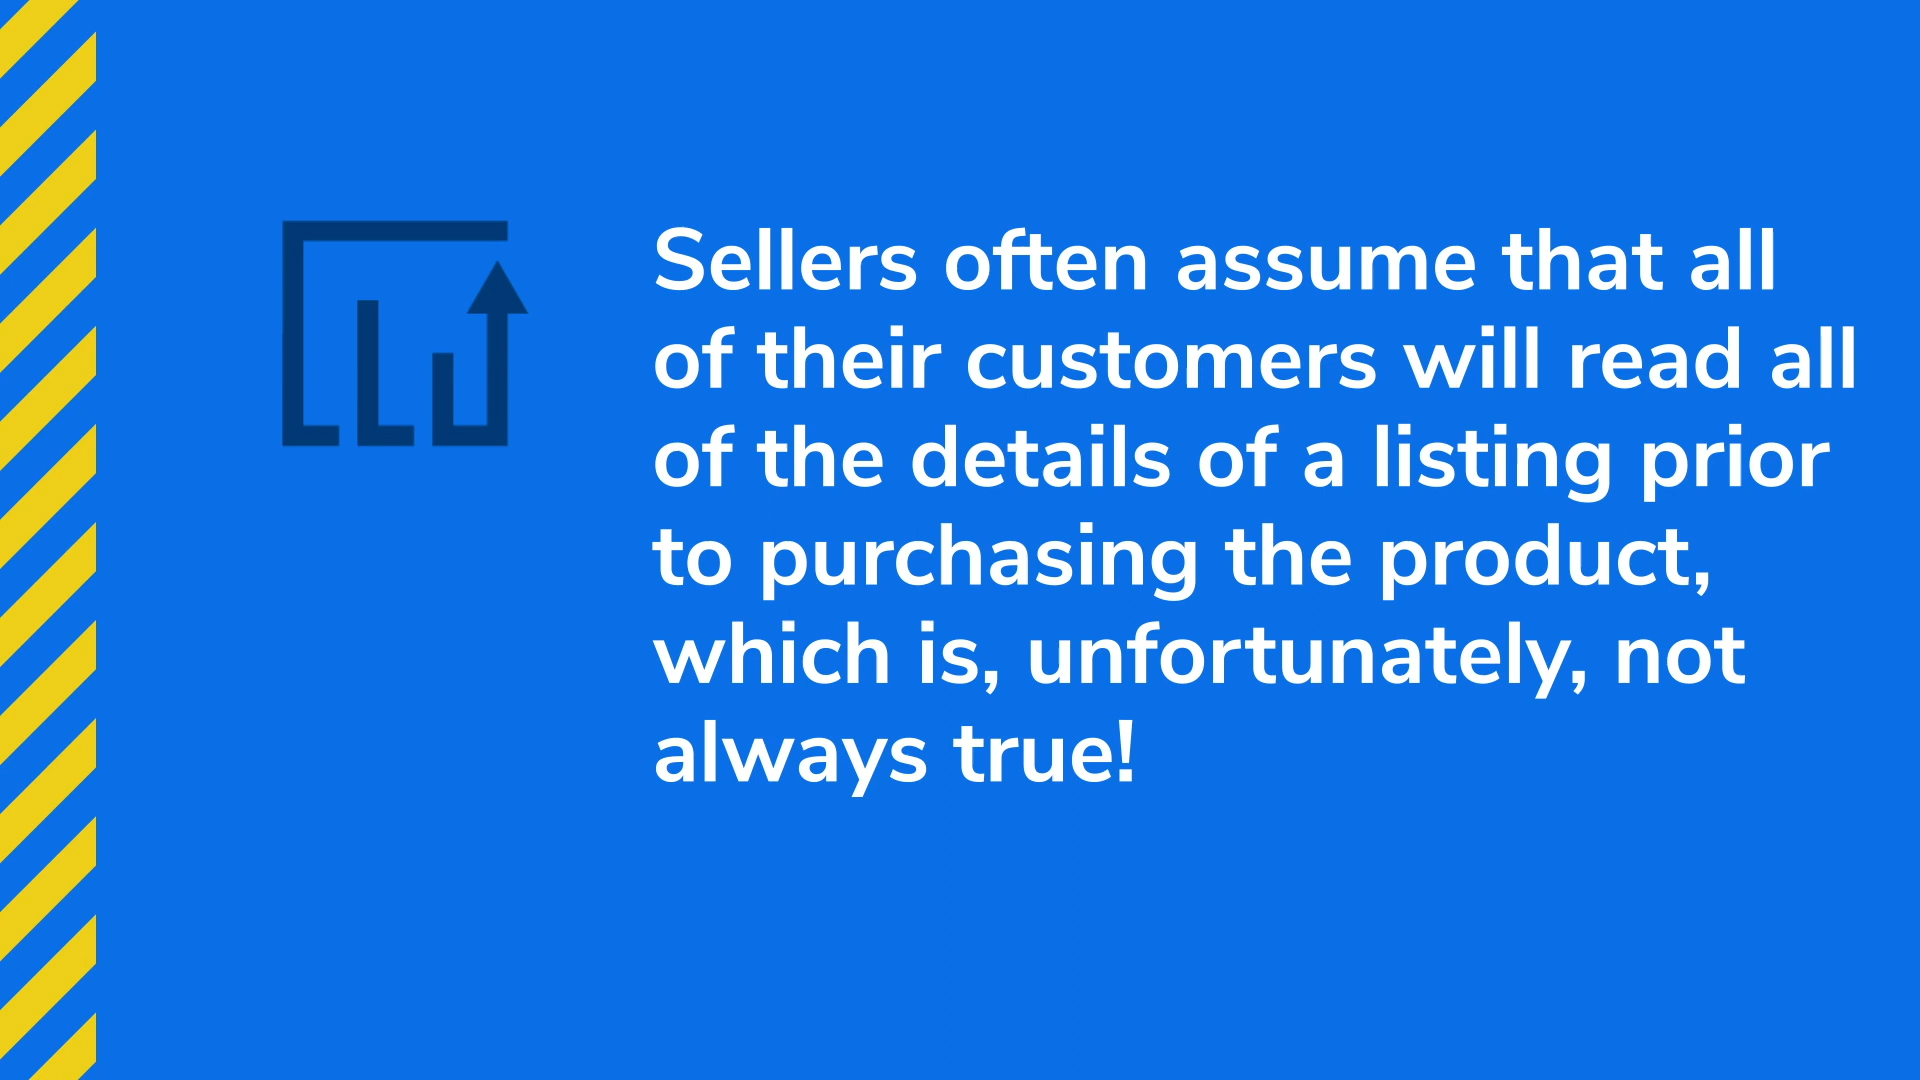 Sellers often assume that all
of their customers will read all
of the details of a listing prior
to purchasing the product,
which is, unfortunately, not
always true!